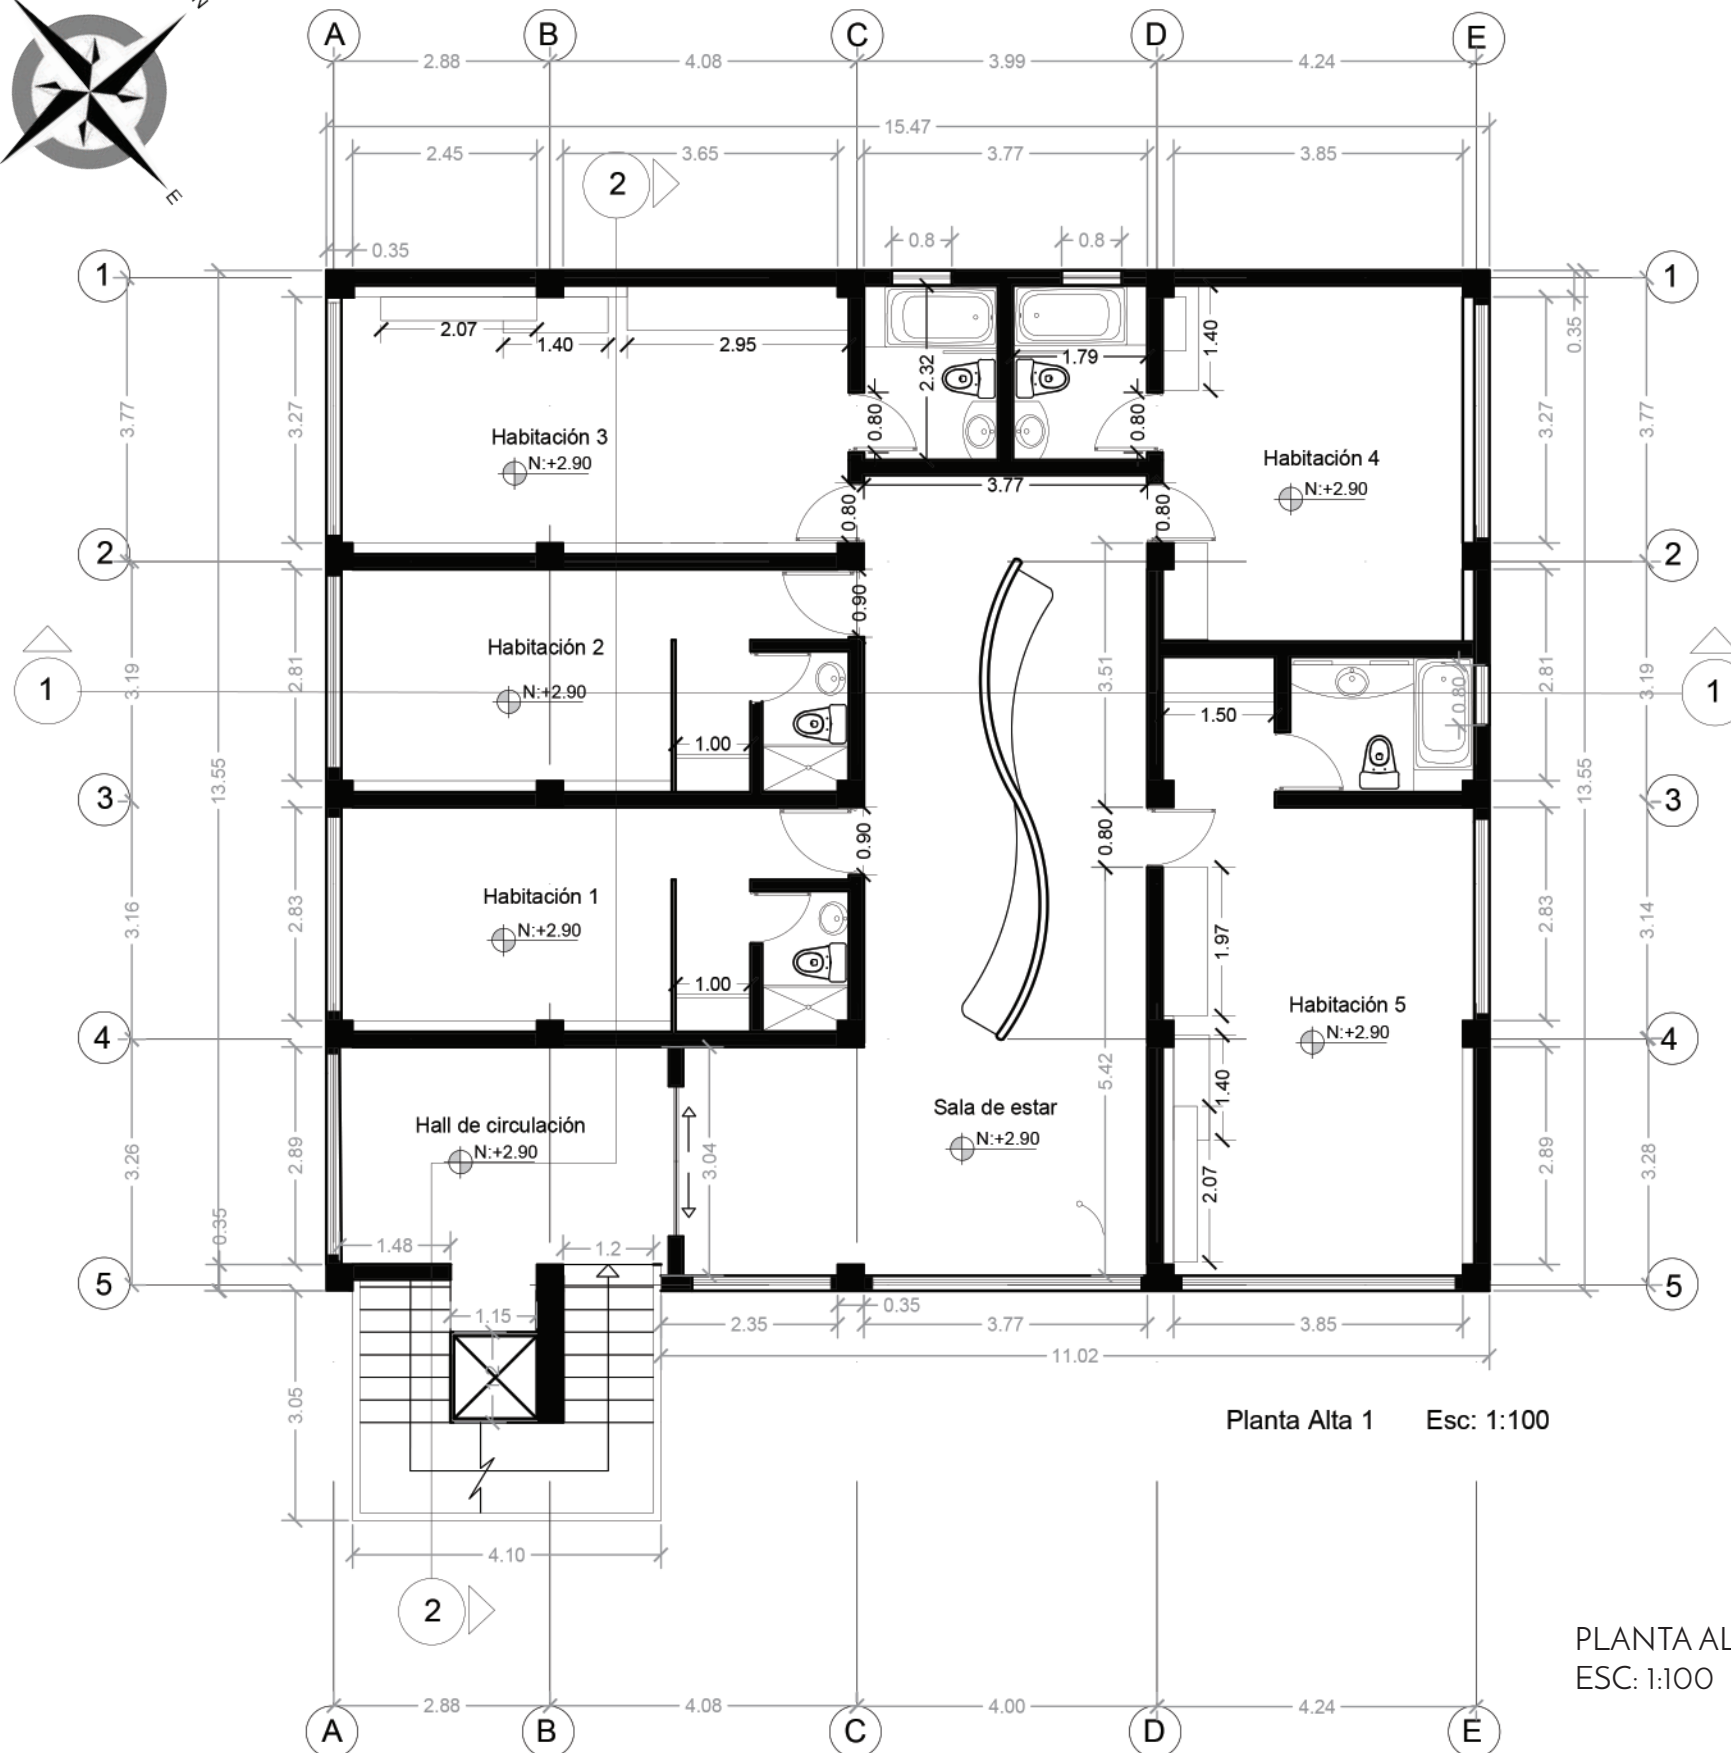 N
A B C D E
2.88 4.08 3.99 4.24
15.47
2.45 3.65 3.77 3.85
2
E
0.35 0.8 0.8
1 1
0.35
2.07 1.40 2.95 2.32 1.79 1.40
3.77 3.27 0.80 0.80 3.27 3.77
Habitación 3
N:+2.90
Habitación 4
N:+2.90
3.77
0.80 0.80
2 2
0.90
Habitación 2
N:+2.90
1 3.19 2.81 3.51 0.80 2.81 3.19 1
1.00 1.50
13.55 13.55
3 3
0.90 0.80
Habitación 1
N:+2.90
3.16 2.83 1.97 2.83 3.14
1.00
Habitación 5
N:+2.90
4 4
5.42 1.40
Sala de estar
N:+2.90
Hall de circulación
N:+2.90
3.26 2.89 3.04 2.07 2.89 3.28
0.35
1.48 1.2
5 5
1.15 0.35
2.35 3.77 3.85
11.02
3.05
Planta Alta 1 Esc: 1:100
4.10
2
PLANTA AL
ESC: 1:100
2.88 4.08 4.00 4.24
A B C D E